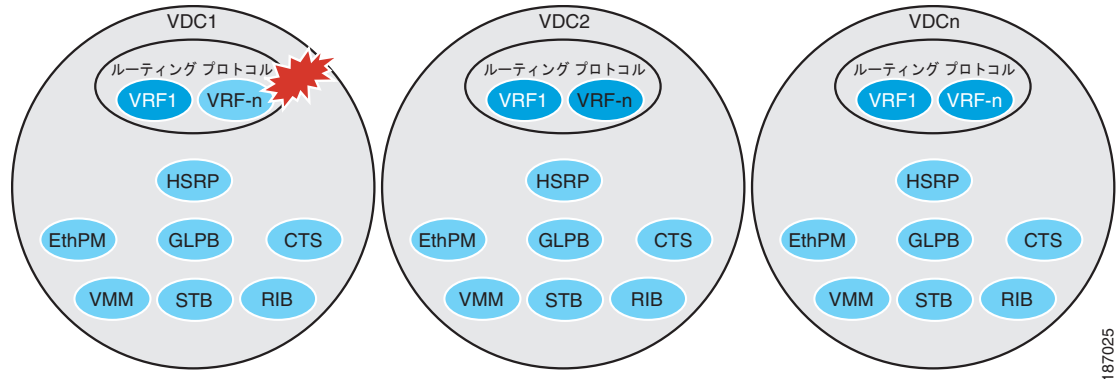 VDC1
ルーティング プロトコル
VRF1
VRF-n
HSRP
EthPM
GLPB
CTS
VMM
STB
RIB
VDC2
ルーティング プロトコル
VRF1
VRF-n
HSRP
EthPM
GLPB
CTS
VMM
STB
RIB
VDCn
ルーティング プロトコル
VRF1
VRF-n
HSRP
EthPM
GLPB
CTS
VMM
STB
RIB
187025